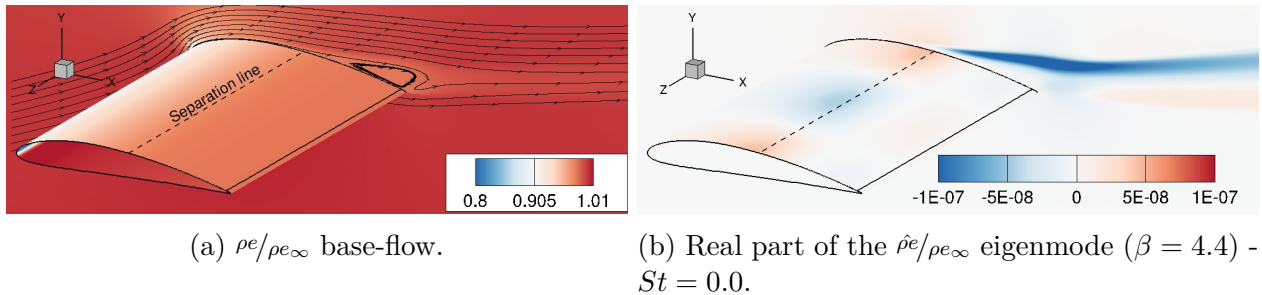 Y
X
Z
Separation line
0.8 0.905 1.01
Y
X
Z
-1E-07 -5E-08 0 5E-08 1E-07
(a) ρe/ρe∞ base-flow.
(b) Real part of the ρ̂e/ρe∞ eigenmode (β = 4.4) -
St = 0.0.